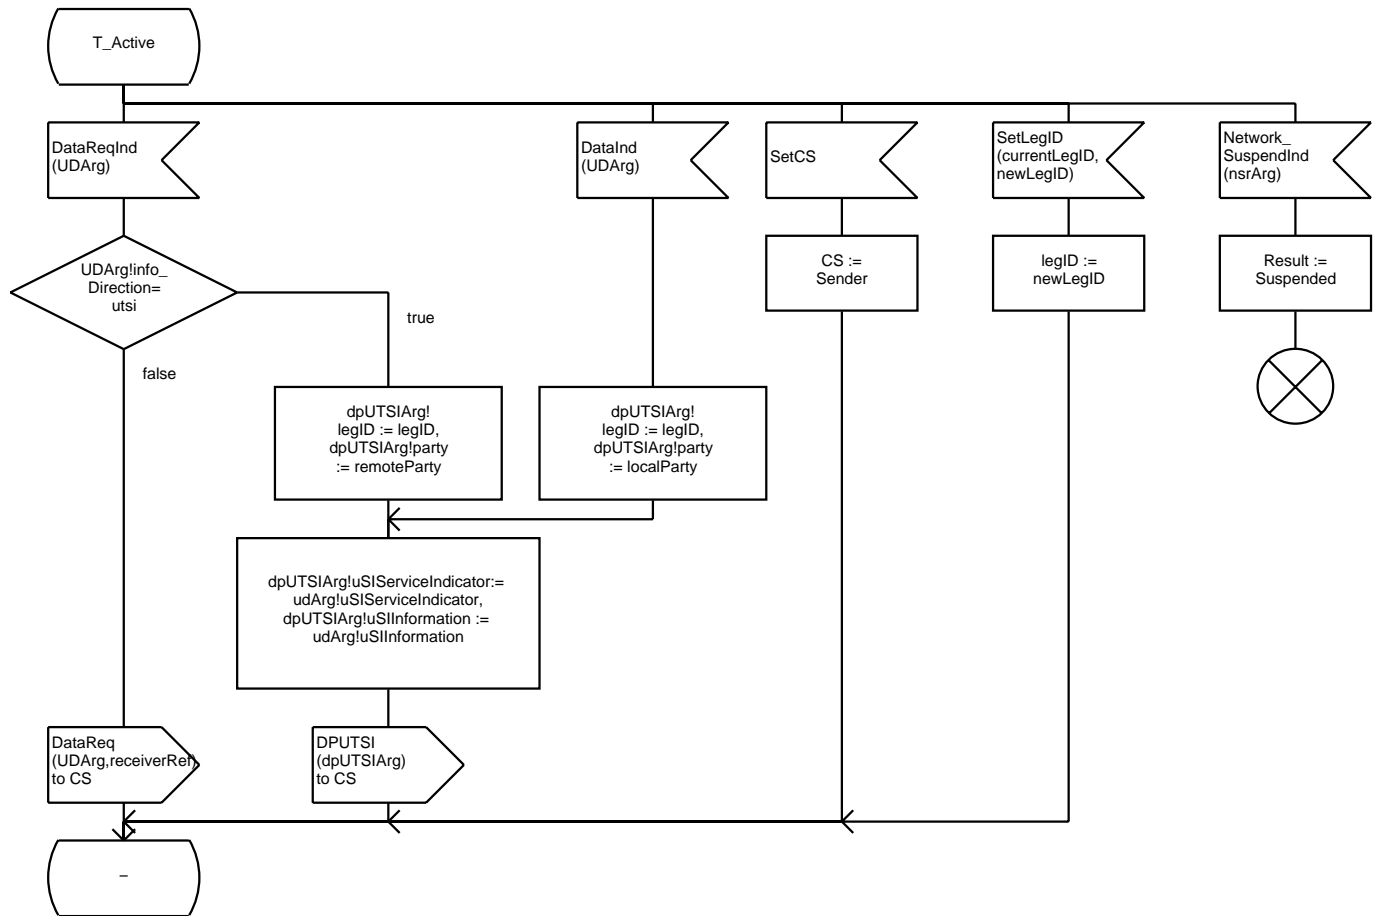 T_Active
DataReqInd
(UDArg)
DataInd
(UDArg)
SetCS
SetLegID
(currentLegID,
newLegID)
Network_
SuspendInd
(nsrArg)
UDArg!info_
Direction=
utsi
true
false
CS :=
Sender
legID :=
newLegID
Result :=
Suspended
dpUTSIArg!
legID := legID,
dpUTSIArg!party
:= remoteParty
dpUTSIArg!
legID := legID,
dpUTSIArg!party
:= localParty
dpUTSIArg!uSIServiceIndicator:=
udArg!uSIServiceIndicator,
dpUTSIArg!uSIInformation :=
udArg!uSIInformation
DataReq
(UDArg,receiverRef)
to CS
DPUTSI
(dpUTSIArg)
to CS
–